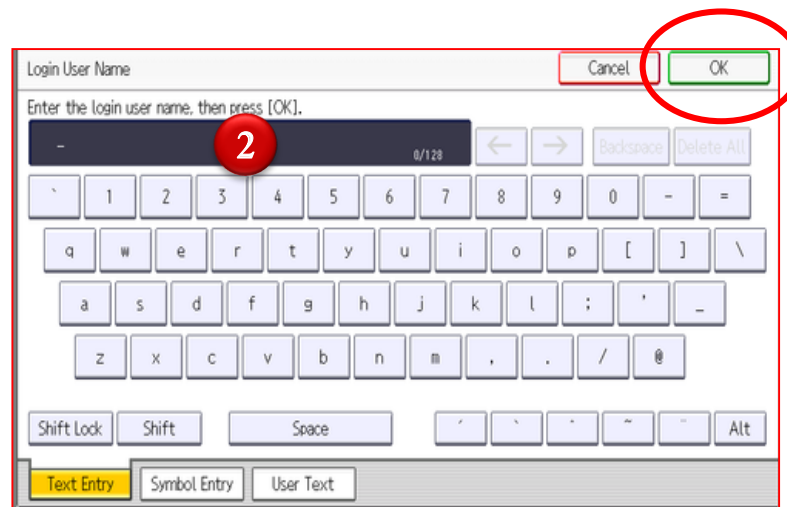 Login User Name Cancel OK
Enter the login user name, then press [OK].
_ 2 0/128 ← → Backspace Delete All
` 1 2 3 4 5 6 7 8 9 0 - =
q w e r t y u i o p [ ] \
a s d f g h j k l ; ' _
z x c v b n m , . / @
Shift Lock Shift Space ´ ` ^ ~ ¨ Alt
Text Entry Symbol Entry User Text